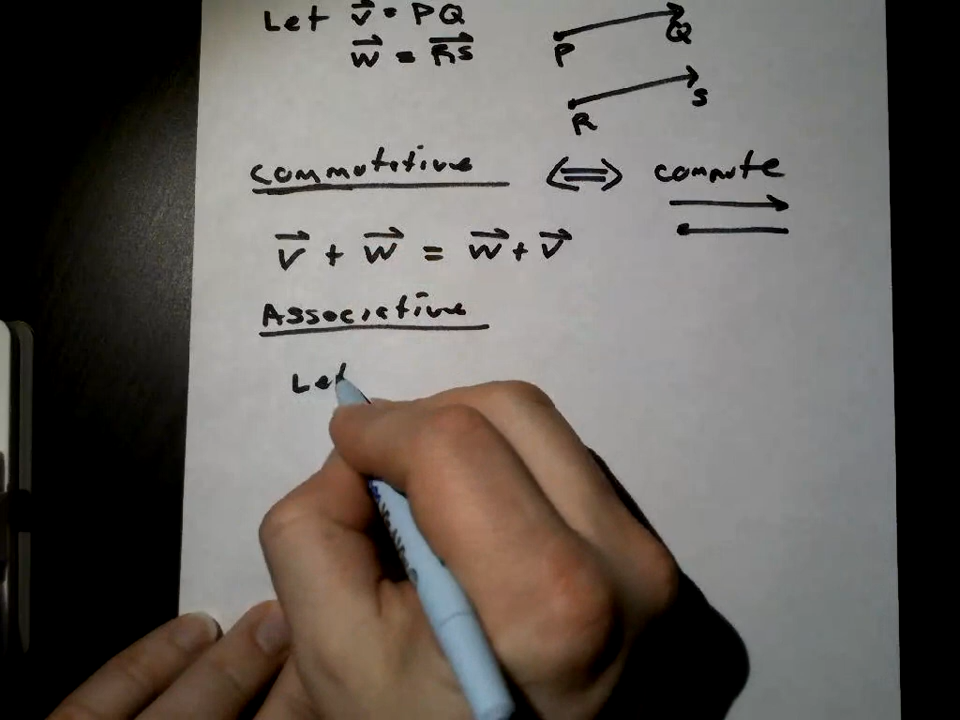 Let v⃗ = PQ
w⃗ = RS
P
Q
R
S
Commutative ⟺ commute
v⃗ + w⃗ = w⃗ + v⃗
Associative
Let